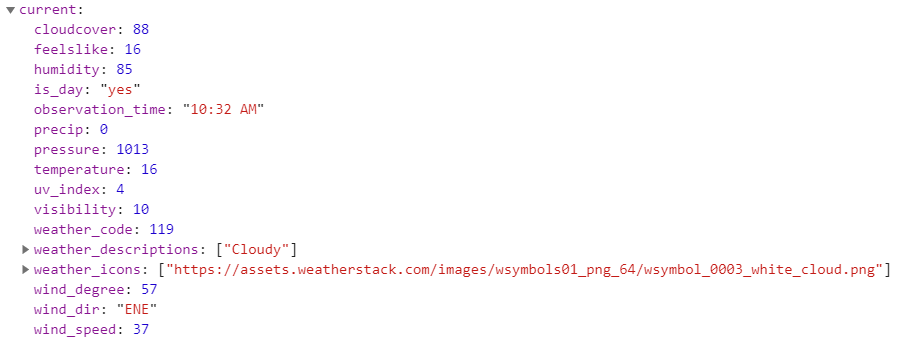 current:
cloudcover: 88
feelslike: 16
humidity: 85
is_day: "yes"
observation_time: "10:32 AM"
precip: 0
pressure: 1013
temperature: 16
uv_index: 4
visibility: 10
weather_code: 119
weather_descriptions: ["Cloudy"]
weather_icons: ["https://assets.weatherstack.com/images/wsymbols01_png_64/wsymbol_0003_white_cloud.png"]
wind_degree: 57
wind_dir: "ENE"
wind_speed: 37